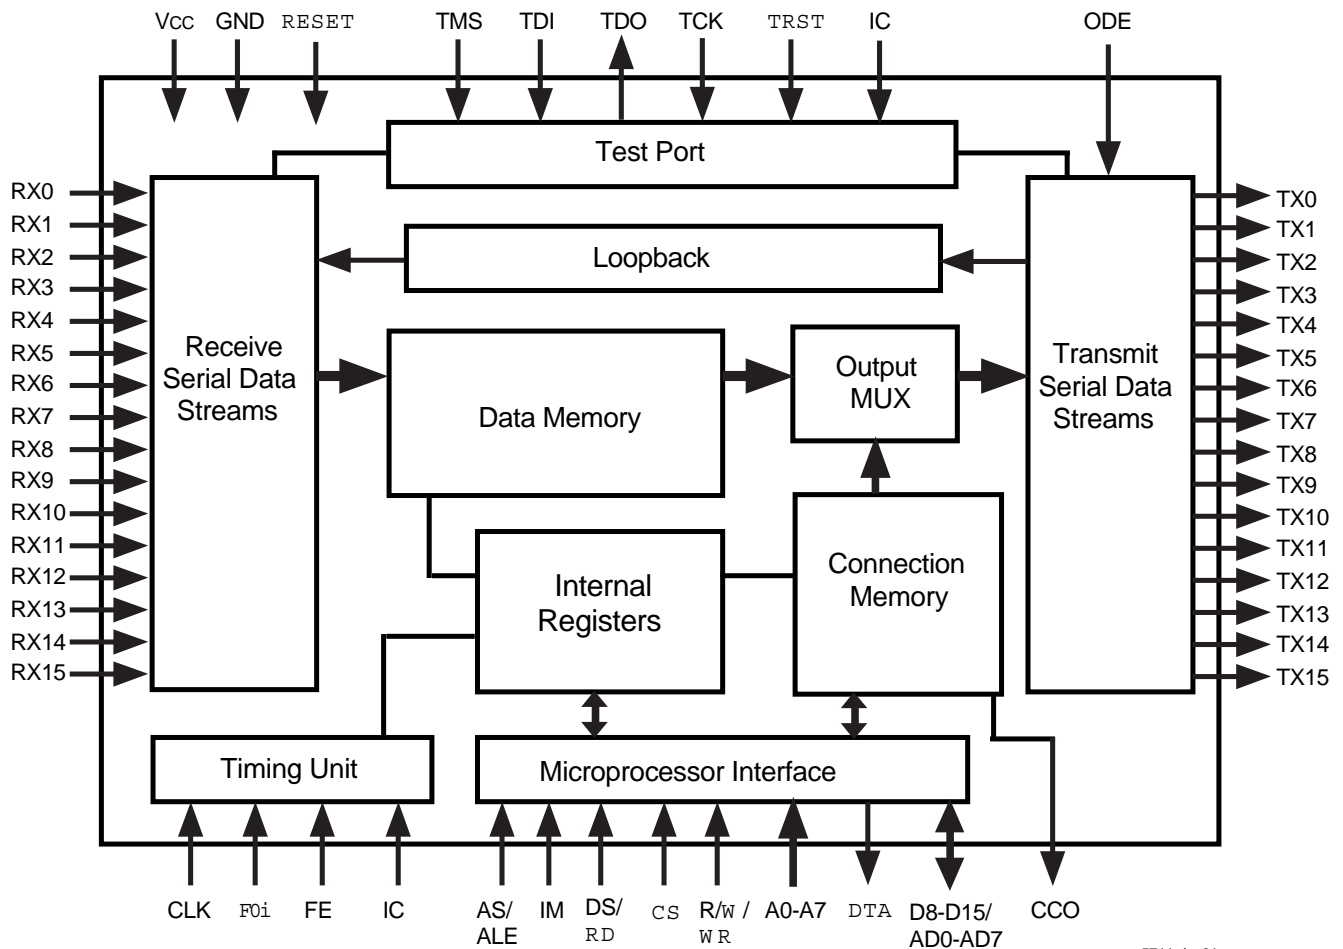 Vcc GND RESET TMS TDI TDO TCK TRST IC ODE
Test Port
RX0
RX1
RX2
RX3
RX4
RX5
RX6
RX7
RX8
RX9
RX10
RX11
RX12
RX13
RX14
RX15
Receive
Serial Data
Streams
Loopback
Data Memory
Output
MUX
Transmit
Serial Data
Streams
TX0
TX1
TX2
TX3
TX4
TX5
TX6
TX7
TX8
TX9
TX10
TX11
TX12
TX13
TX14
TX15
Internal
Registers
Connection
Memory
Timing Unit
Microprocessor Interface
CLK F0i FE IC
AS/
ALE
IM
DS/
RD
CS
R/W /
WR
A0-A7
DTA
D8-D15/
AD0-AD7
CCO